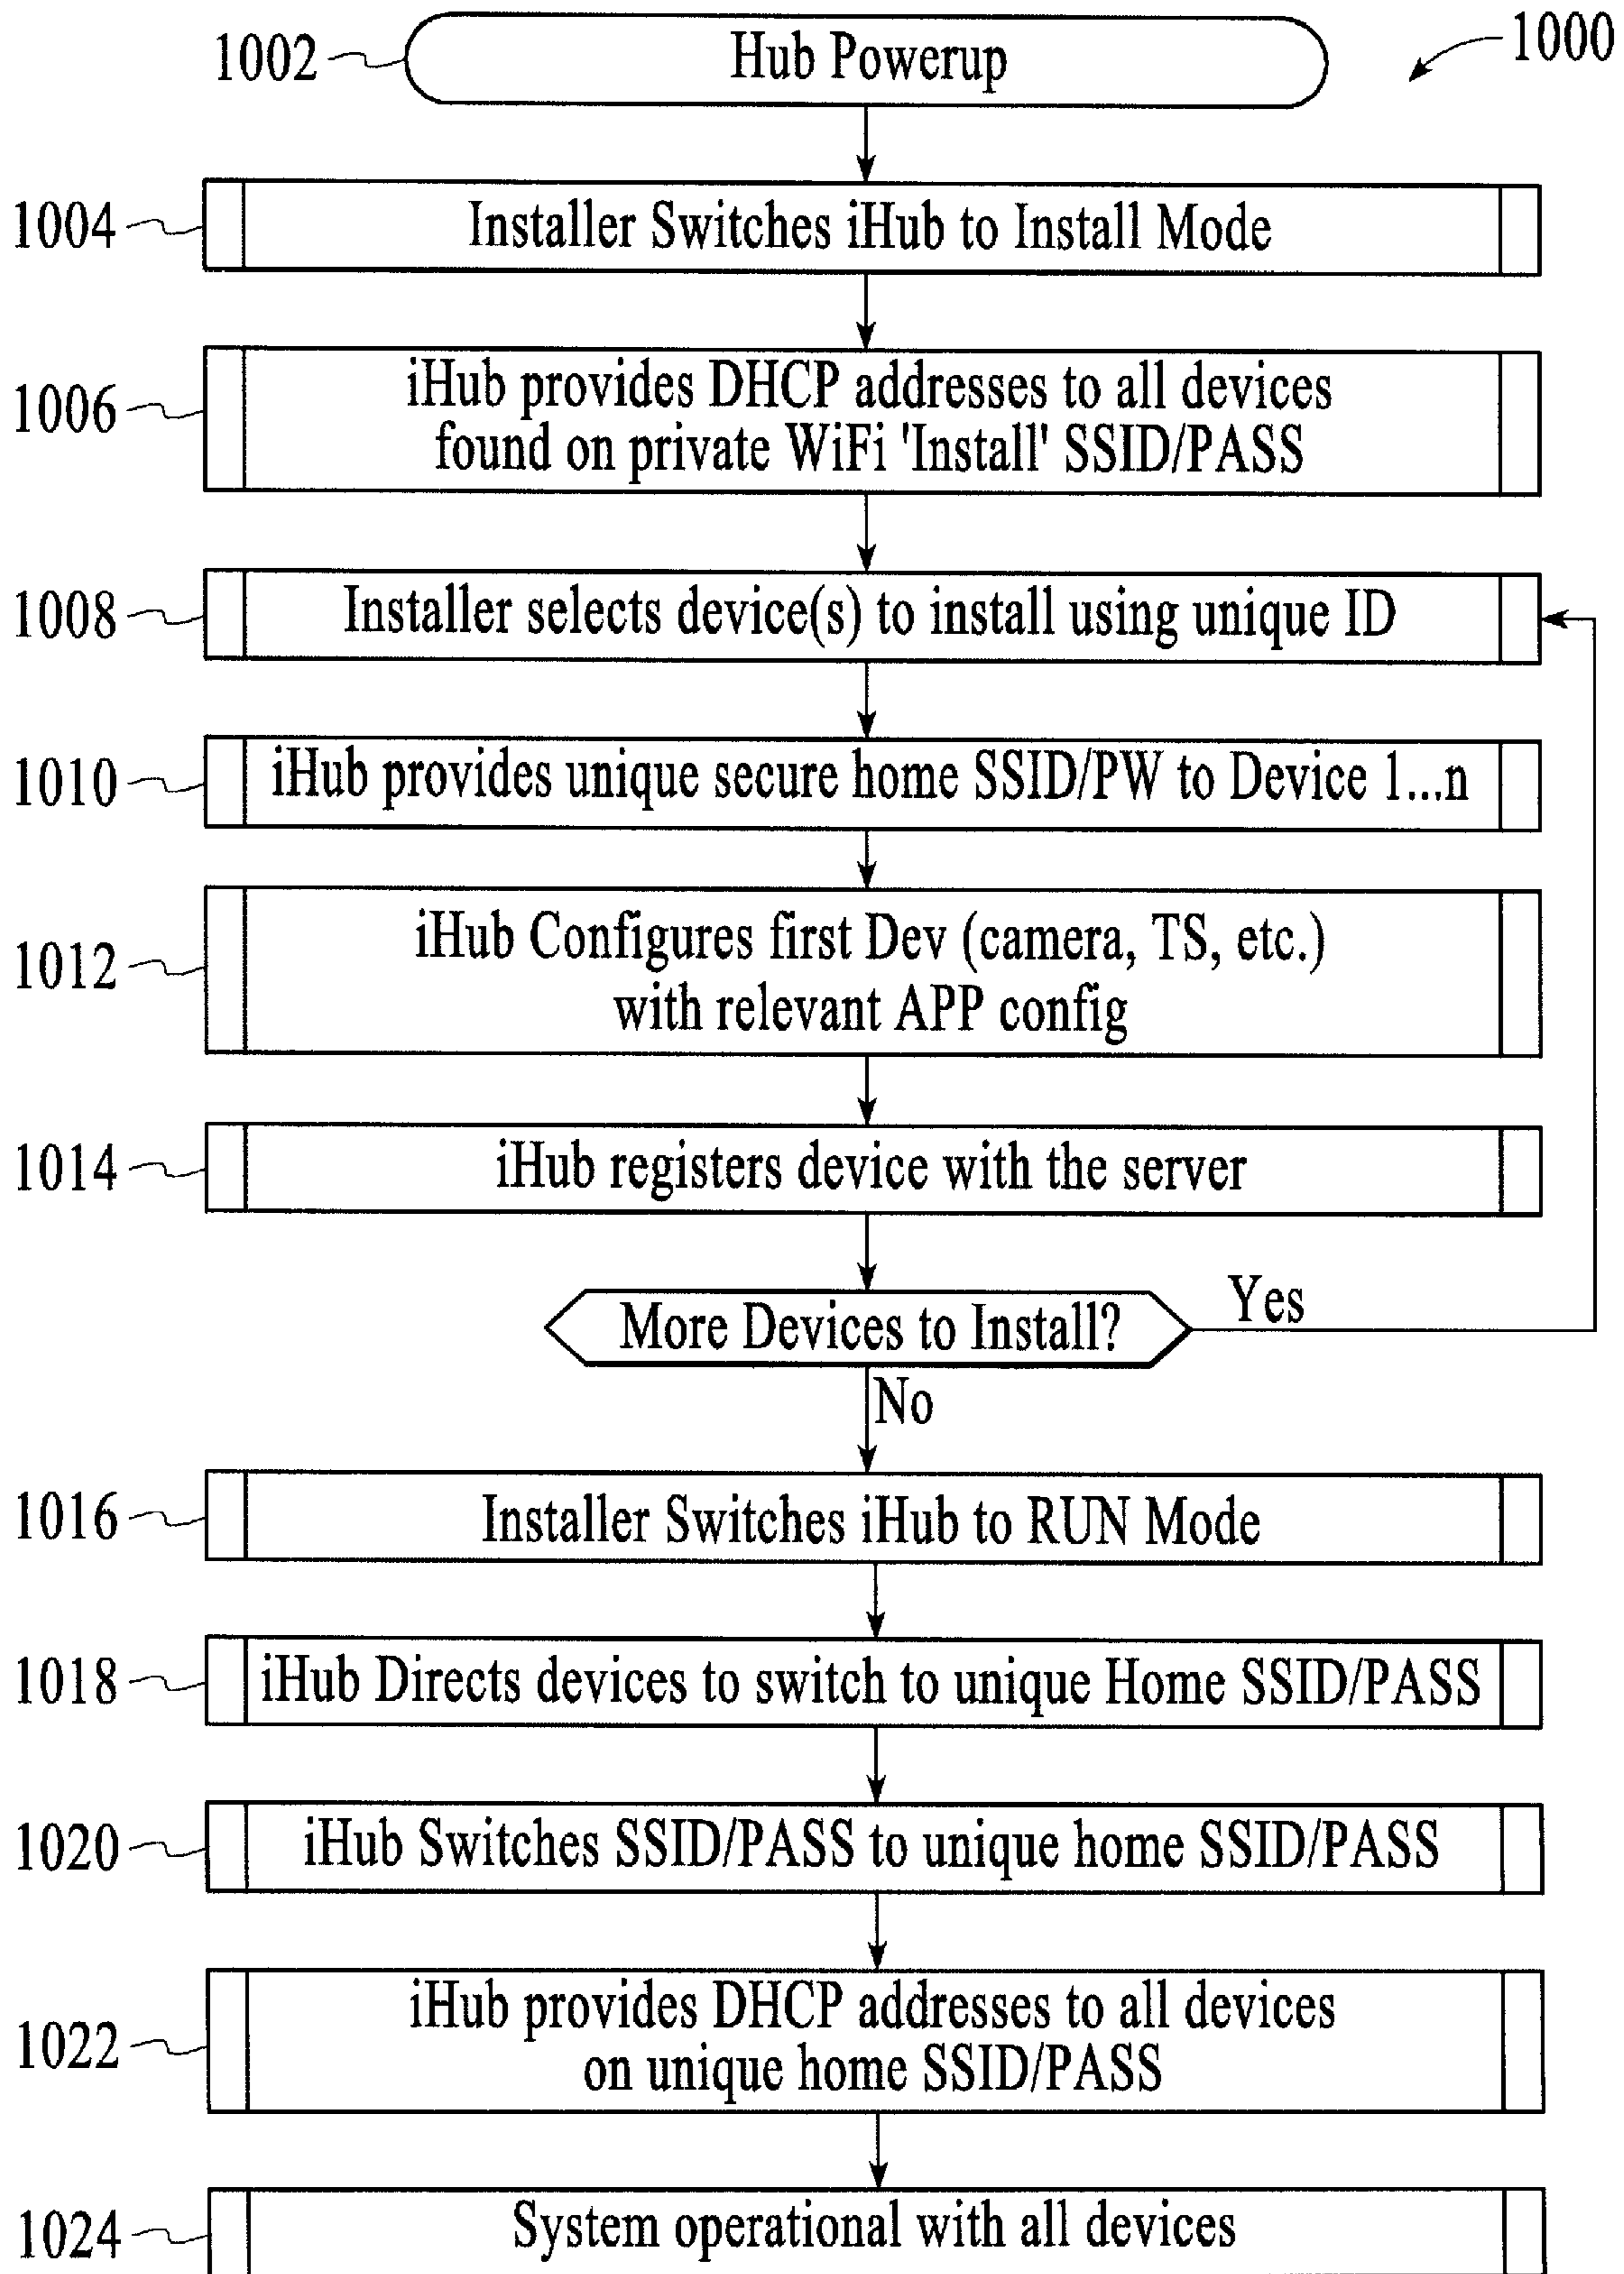 1002
Hub Powerup
1000
1004
Installer Switches iHub to Install Mode
1006
iHub provides DHCP addresses to all devices
found on private WiFi 'Install' SSID/PASS
1008
Installer selects device(s) to install using unique ID
1010
iHub provides unique secure home SSID/PW to Device 1...n
1012
iHub Configures first Dev (camera, TS, etc.)
with relevant APP config
1014
iHub registers device with the server
More Devices to Install?
Yes
No
1016
Installer Switches iHub to RUN Mode
1018
iHub Directs devices to switch to unique Home SSID/PASS
1020
iHub Switches SSID/PASS to unique home SSID/PASS
1022
iHub provides DHCP addresses to all devices
on unique home SSID/PASS
1024
System operational with all devices